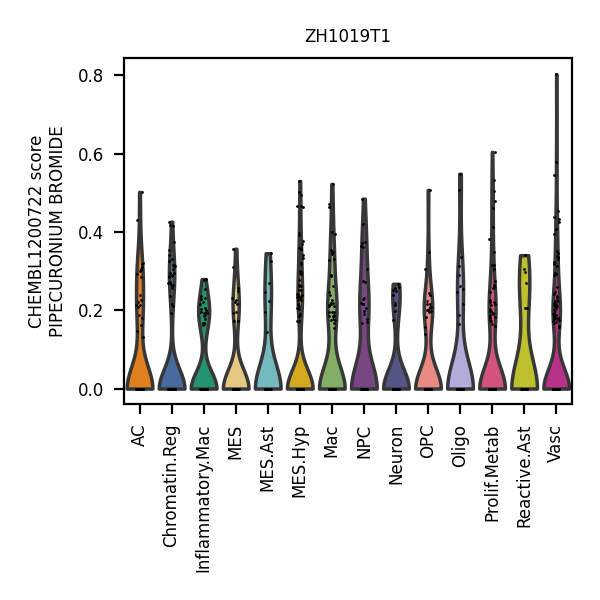 ZH1019T1
CHEMBL1200722 score
PIPECURONIUM BROMIDE
0.8
0.6
0.4
0.2
0.0
AC
Chromatin.Reg
Inflammatory.Mac
MES
MES.Ast
MES.Hyp
Mac
NPC
Neuron
OPC
Oligo
Prolif.Metab
Reactive.Ast
Vasc